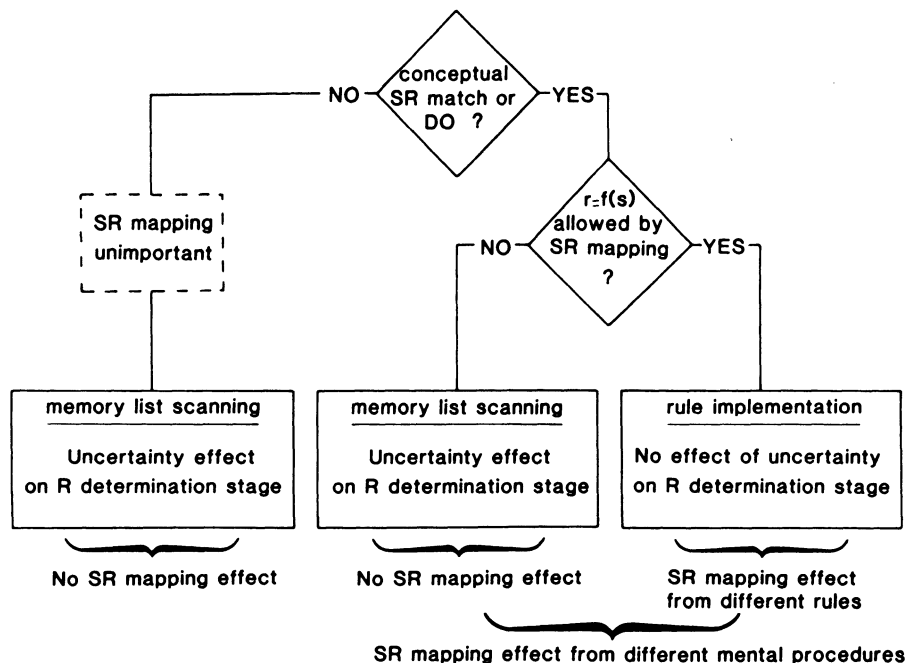 conceptual
SR match or
DO ?
NO
YES
r=f(s)
allowed by
SR mapping
?
NO
YES
SR mapping
unimportant
memory list scanning
Uncertainty effect
on R determination stage
memory list scanning
Uncertainty effect
on R determination stage
rule implementation
No effect of uncertainty
on R determination stage
No SR mapping effect
No SR mapping effect
SR mapping effect
from different rules
SR mapping effect from different mental procedures